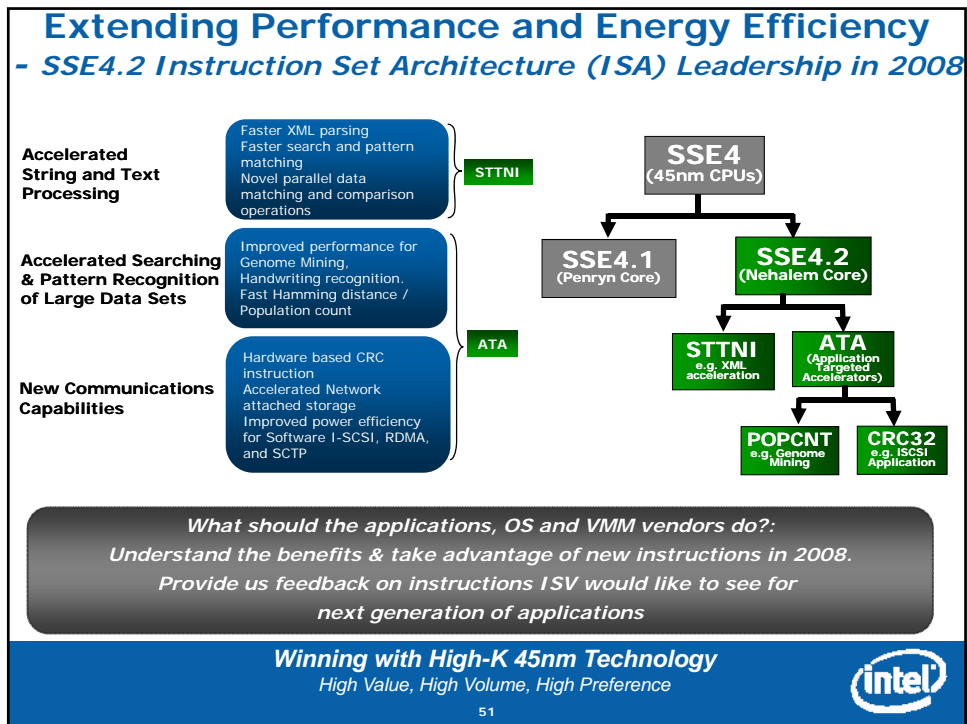 Extending Performance and Energy Efficiency
- SSE4.2 Instruction Set Architecture (ISA) Leadership in 2008
Accelerated
String and Text
Processing
Faster XML parsing
Faster search and pattern
matching
Novel parallel data
matching and comparison
operations
STTNI
Accelerated Searching
& Pattern Recognition
of Large Data Sets
Improved performance for
Genome Mining,
Handwriting recognition.
Fast Hamming distance /
Population count
New Communications
Capabilities
Hardware based CRC
instruction
Accelerated Network
attached storage
Improved power efficiency
for Software I-SCSI, RDMA,
and SCTP
ATA
SSE4
(45nm CPUs)
SSE4.1
(Penryn Core)
SSE4.2
(Nehalem Core)
STTNI
e.g. XML
acceleration
ATA
(Application
Targeted
Accelerators)
POPCNT
e.g. Genome
Mining
CRC32
e.g. ISCSI
Application
What should the applications, OS and VMM vendors do?:
Understand the benefits & take advantage of new instructions in 2008.
Provide us feedback on instructions ISV would like to see for
next generation of applications
Winning with High-K 45nm Technology
High Value, High Volume, High Preference
51
intel